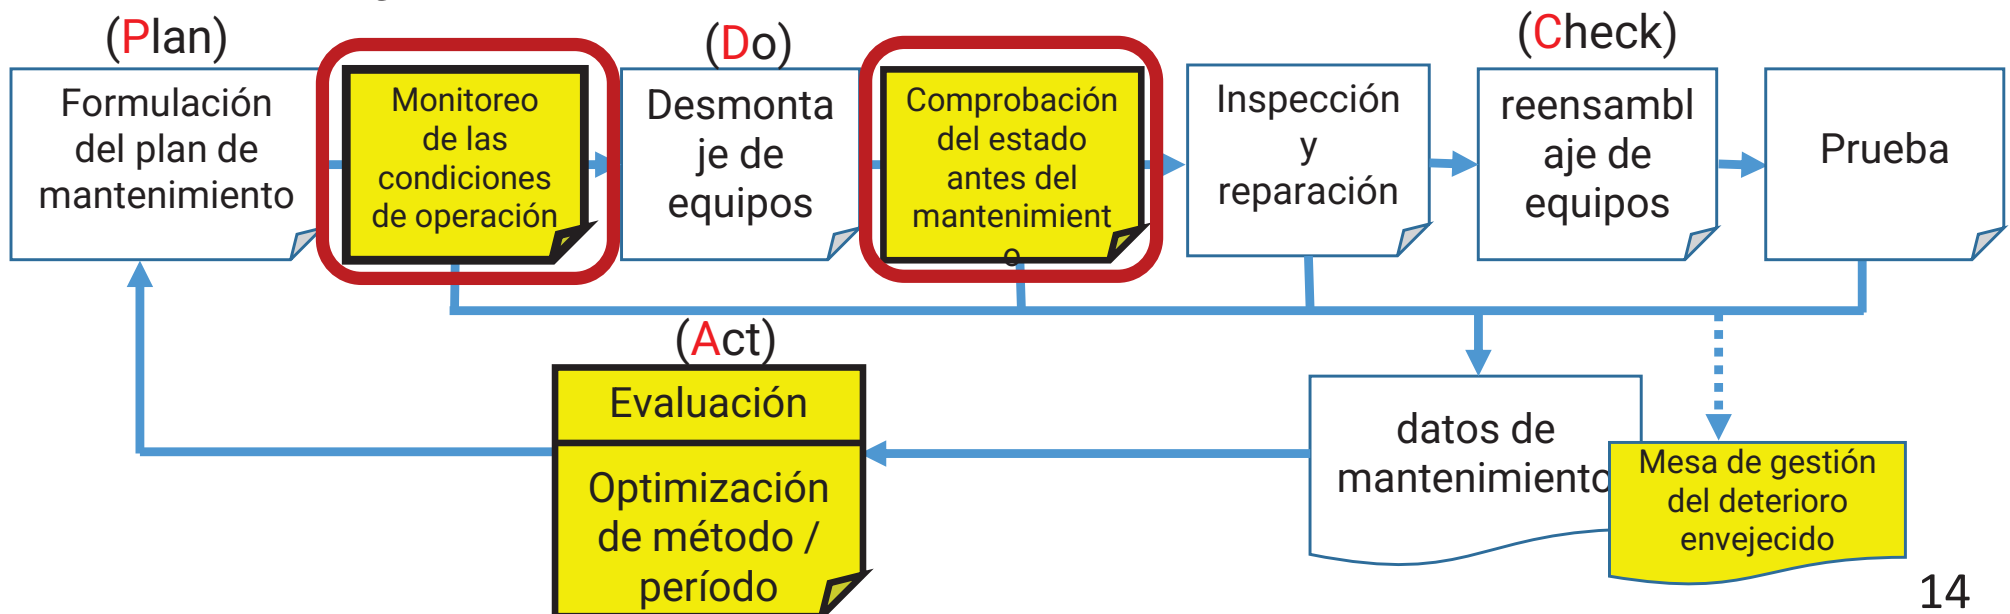 (Plan)
Formulación
del plan de
mantenimiento
Monitoreo
de las
condiciones
de operación
(Do)
Desmonta
je de
equipos
Comprobación
del estado
antes del
mantenimient
o
Inspección
y
reparación
(Check)
reensambl
aje de
equipos
Prueba
(Act)
Evaluación
Optimización
de método /
período
datos de
mantenimiento
Mesa de gestión
del deterioro
envejecido
14